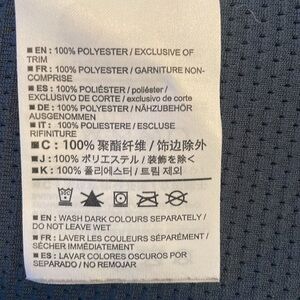 ■ EN : 100% POLYESTER / EXCLUSIVE OF
TRIM
■ FR : 100% POLYESTER / GARNITURE NON-
COMPRISE
■ ES : 100% POLIÉSTER / poliéster /
EXCLUSIVO DE CORTE / exclusivo de corte
■ DE : 100% POLYESTER / NÄHZUBEHÖR
AUSGENOMMEN
■ IT : 100% POLIESTERE / ESCLUSE
RIFINITURE
■ C : 100% 聚酯纤维 / 饰边除外
■ J : 100% ポリエステル / 装飾を除く
■ K : 100% 폴리에스터 / 트림 제외
■ EN : WASH DARK COLOURS SEPARATELY /
DO NOT LEAVE WET
■ FR : LAVER LES COULEURS SÉPARÉMENT /
SÉCHER IMMÉDIATEMENT
■ ES : LAVAR COLORES OSCUROS POR
SEPARADO / NO REMOJAR